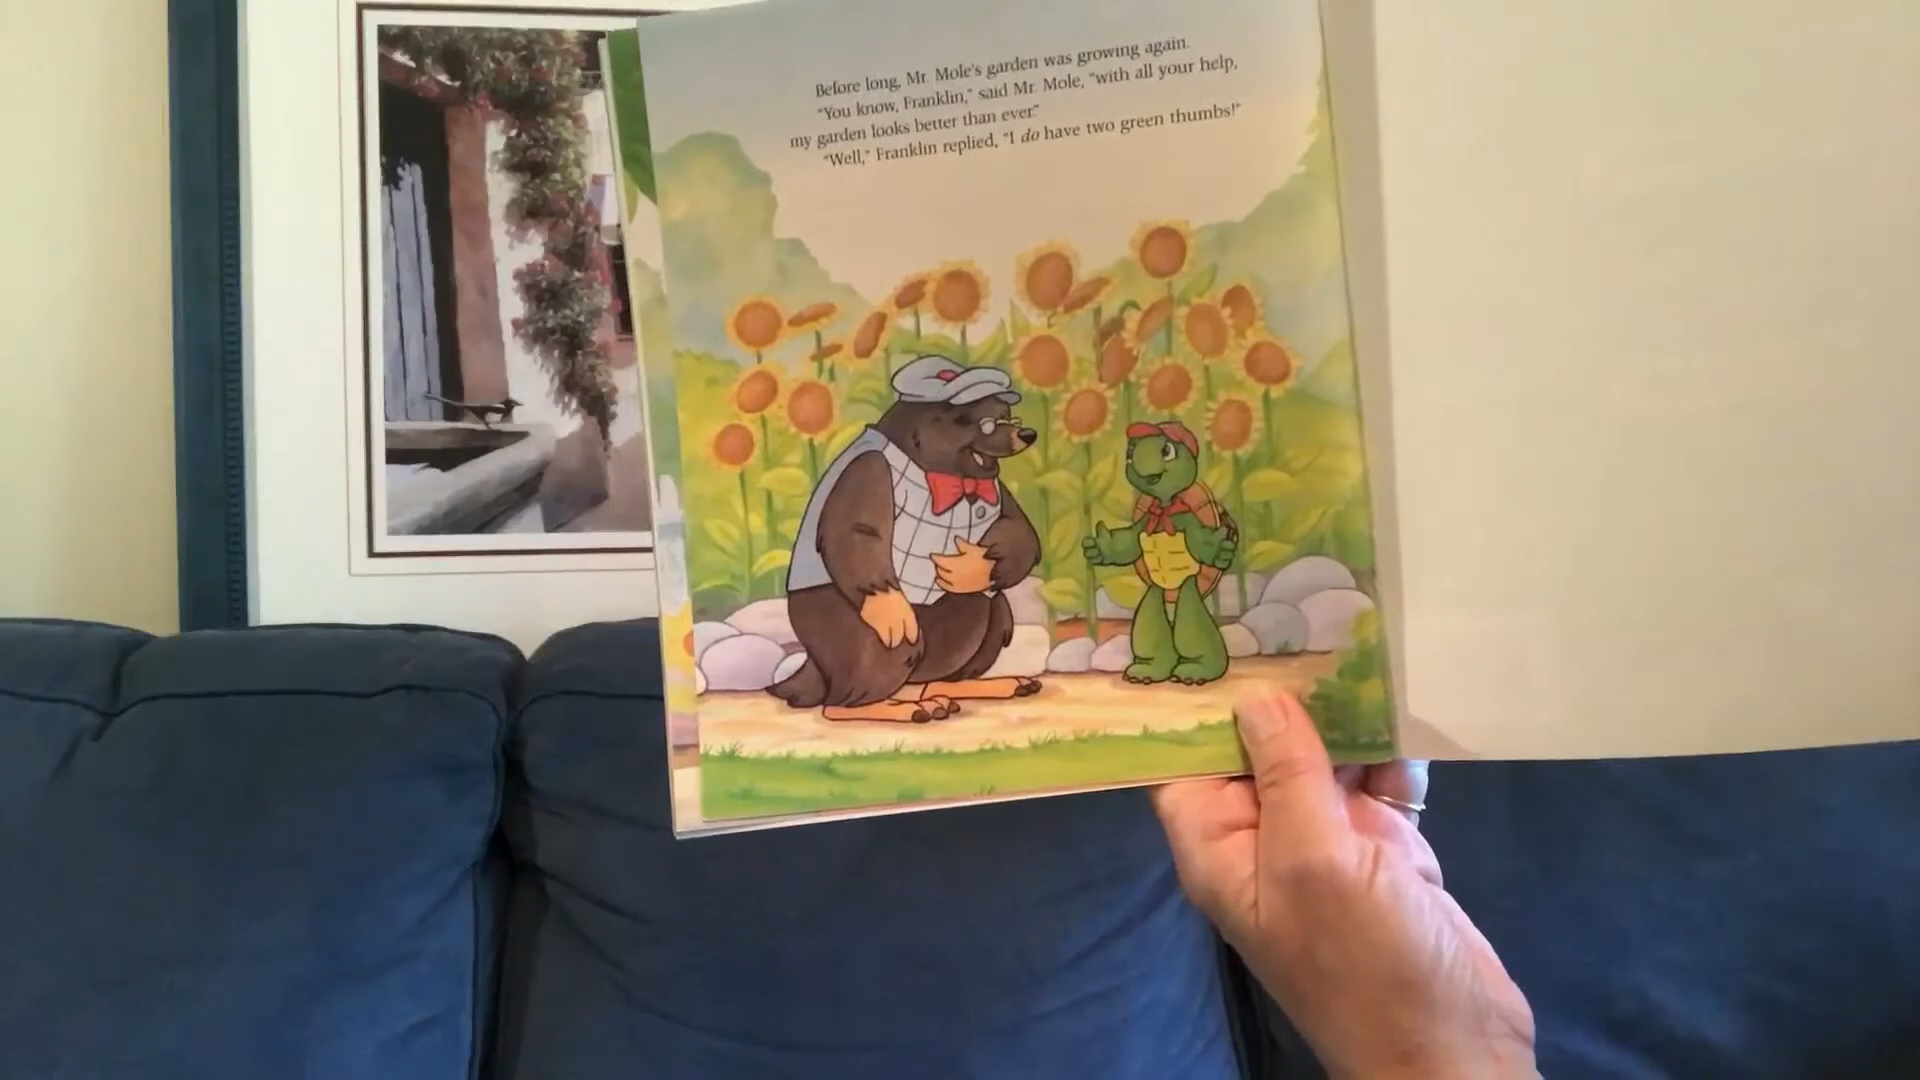 Before long, Mr. Mole's garden was growing again.
"You know, Franklin," said Mr. Mole, "with all your help,
my garden looks better than ever."
"Well," Franklin replied, "I do have two green thumbs!"